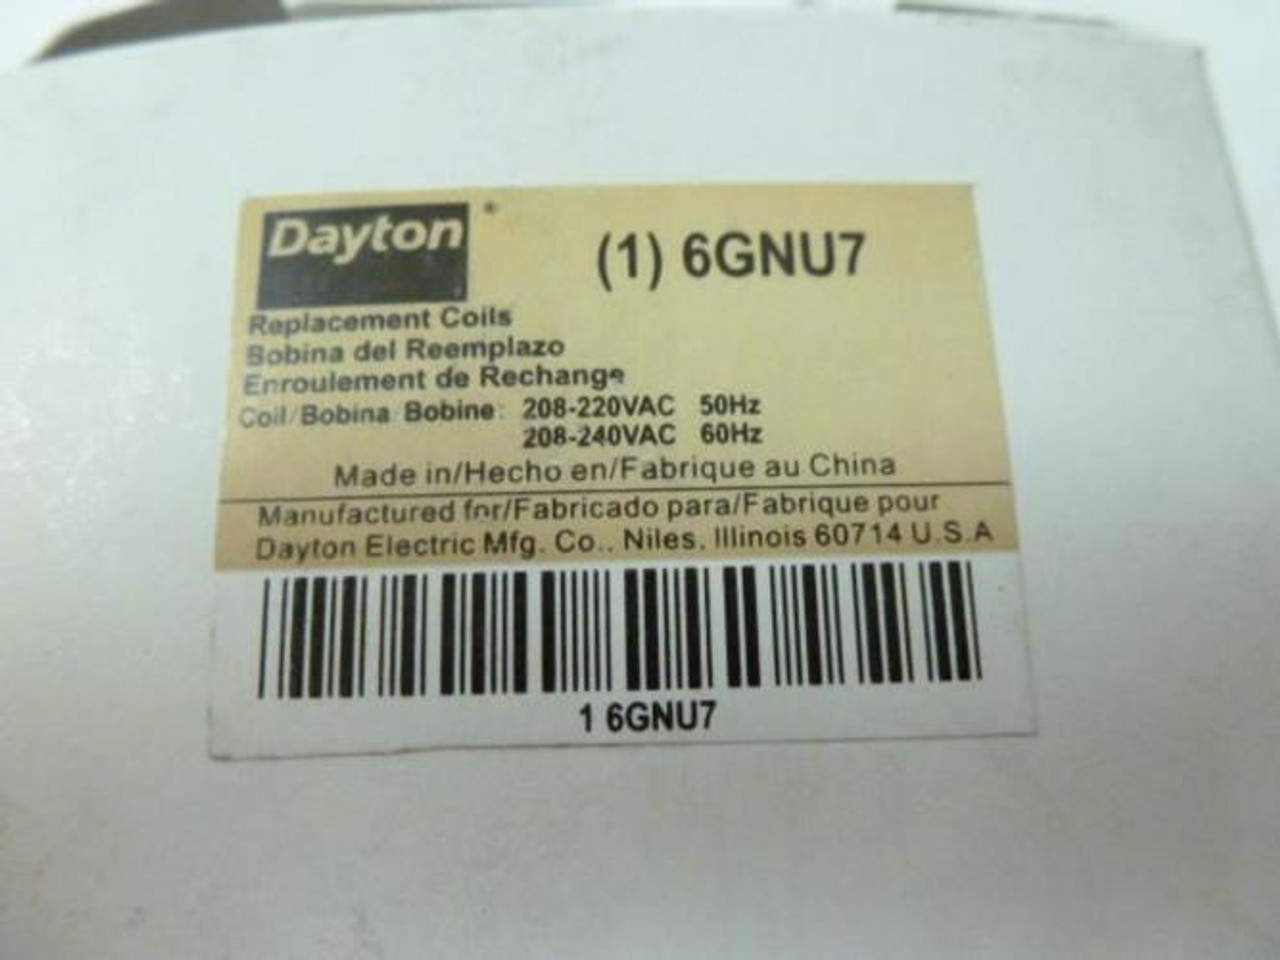 Dayton®
(1) 6GNU7
Replacement Coils
Bobina del Reemplazo
Enroulement de Rechange
Coil/Bobina/Bobine: 208-220VAC 50Hz
208-240VAC 60Hz
Made in/Hecho en/Fabrique au China
Manufactured for/Fabricado para/Fabrique pour
Dayton Electric Mfg. Co., Niles, Illinois 60714 U.S.A
1 6GNU7